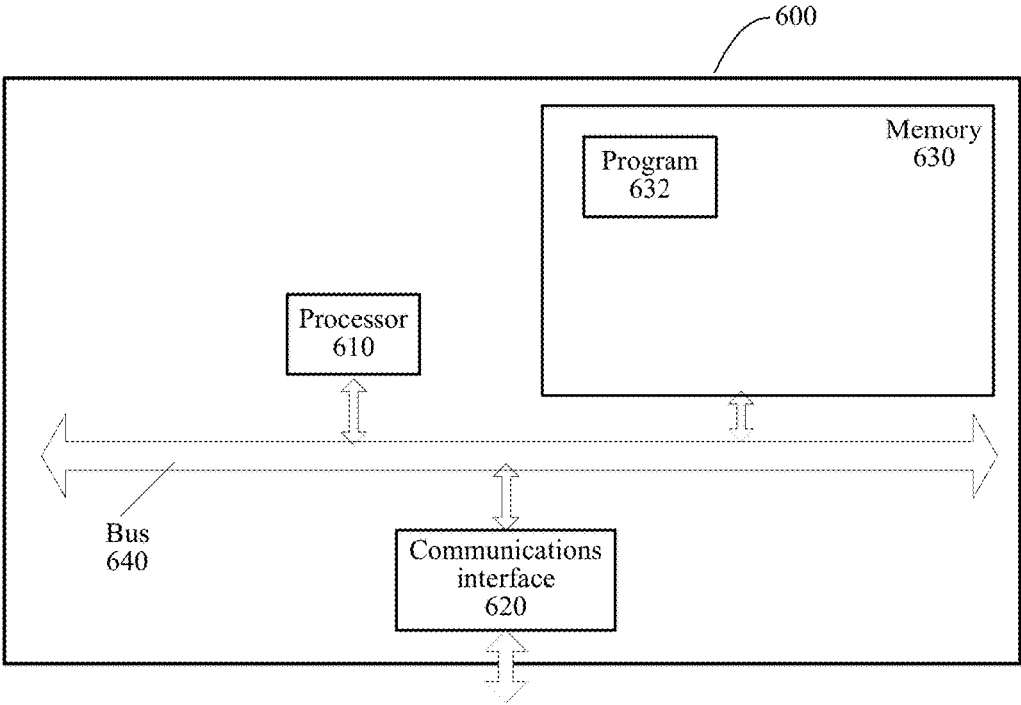 600
Memory
630
Program
632
Processor
610
Bus
640
Communications
interface
620